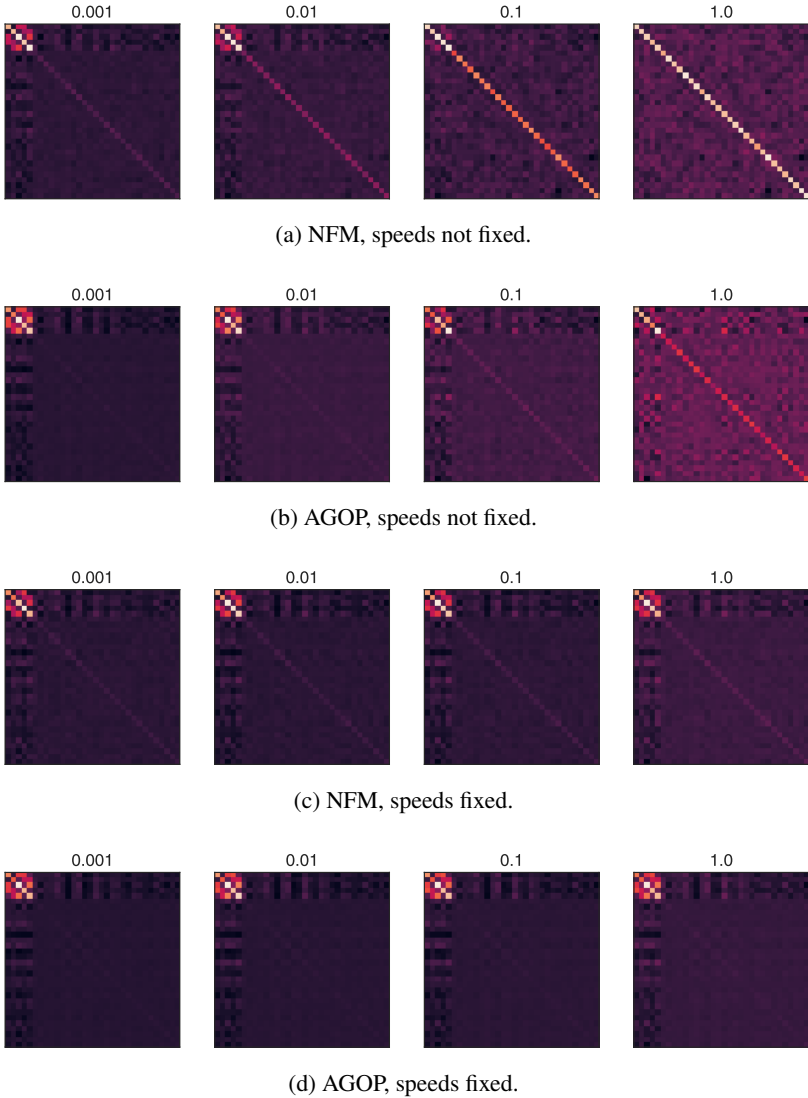 0.001 0.01 0.1 1.0
(a) NFM, speeds not fixed.
0.001 0.01 0.1 1.0
(b) AGOP, speeds not fixed.
0.001 0.01 0.1 1.0
(c) NFM, speeds fixed.
0.001 0.01 0.1 1.0
(d) AGOP, speeds fixed.